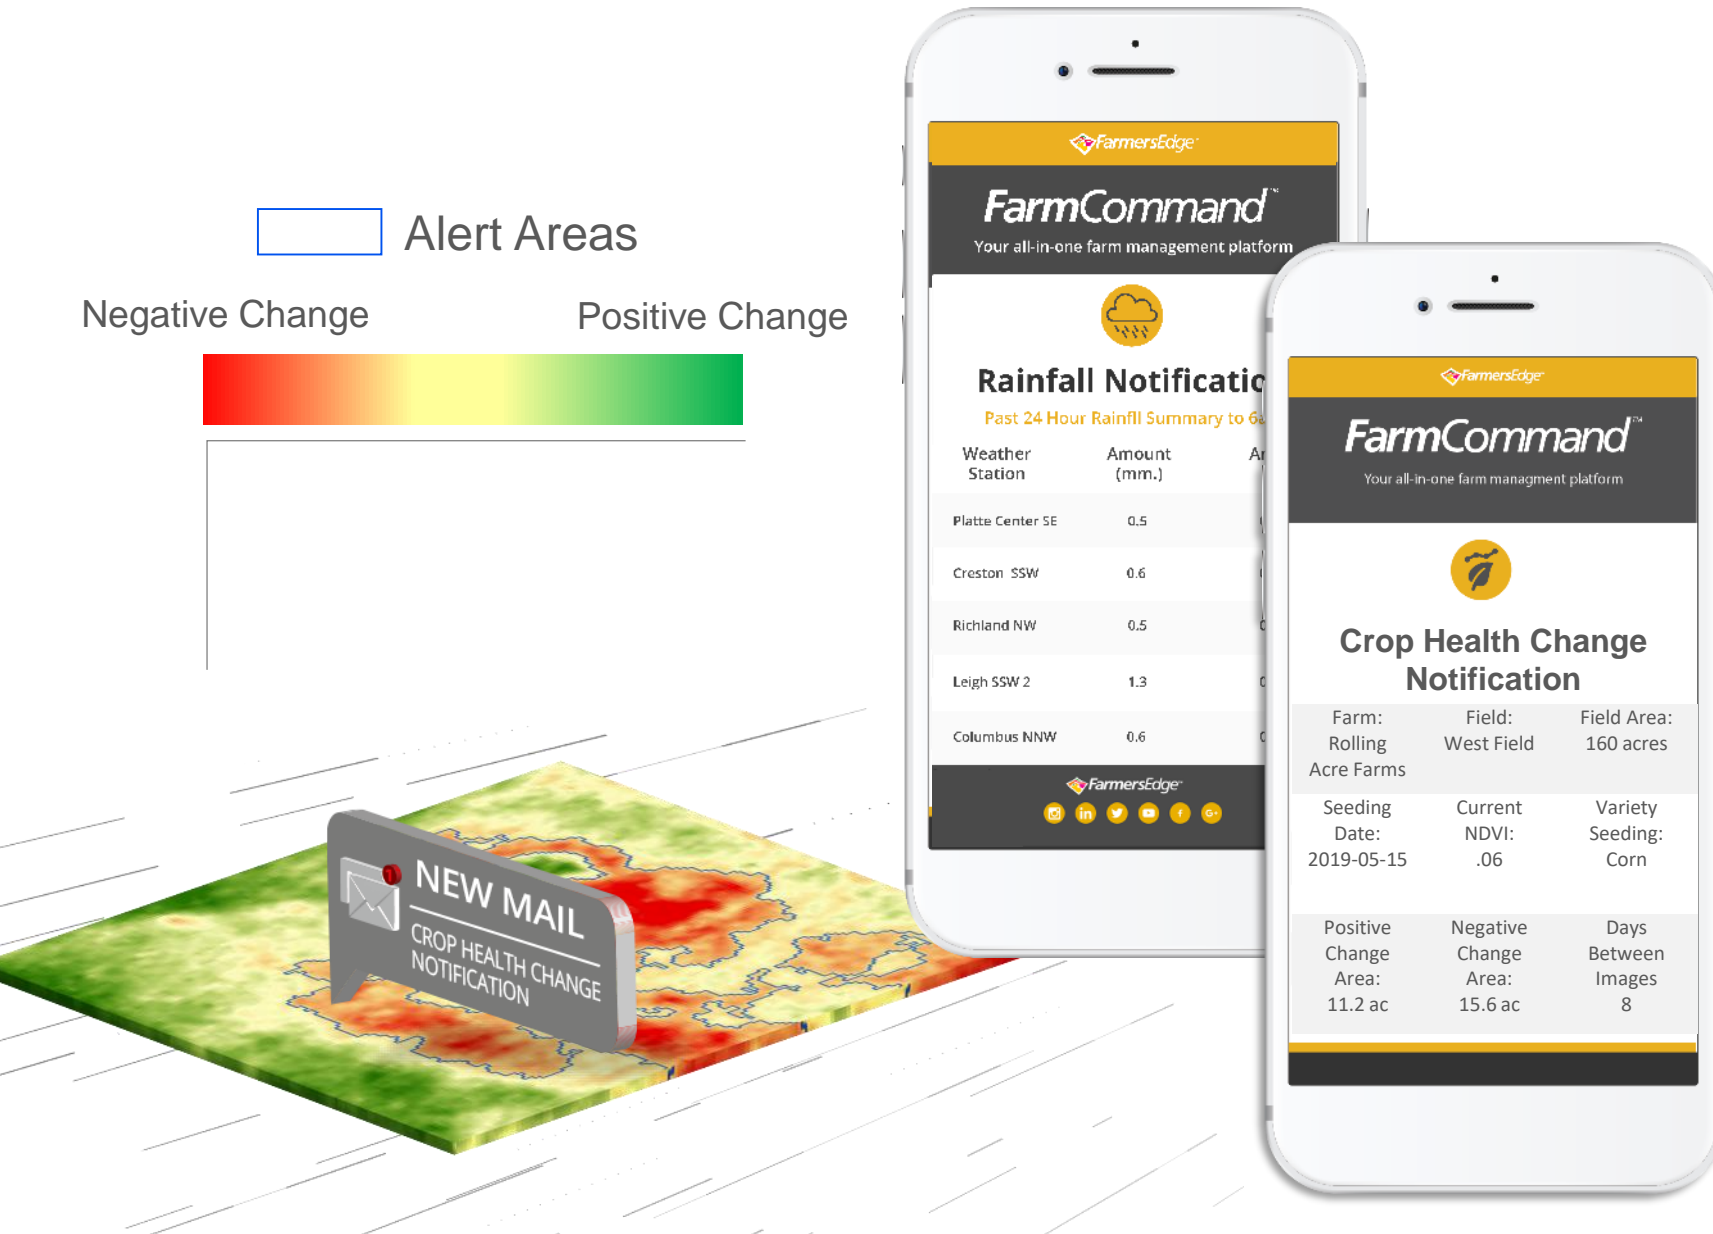 Alert Areas
Negative Change
Positive Change
NEW MAIL
CROP HEALTH CHANGE
NOTIFICATION
FarmersEdge
FarmCommand™
Your all-in-one farm management platform
Rainfall
Past 24 Hour Rainfll Summary to
Weather Station
Amount (mm.)
Platte Center SE 0.5
Creston SSW 0.6
Richland NW 0.5
Leigh SSW 2 1.3
Columbus NNW 0.6
FarmersEdge
FarmersEdge
FarmCommand™
Your all-in-one farm managment platform
Crop Health Change
Notification
Farm:
Rolling
Acre Farms
Field:
West Field
Field Area:
160 acres
Seeding
Date:
2019-05-15
Current
NDVI:
.06
Variety
Seeding:
Corn
Positive
Change
Area:
11.2 ac
Negative
Change
Area:
15.6 ac
Days
Between
Images
8